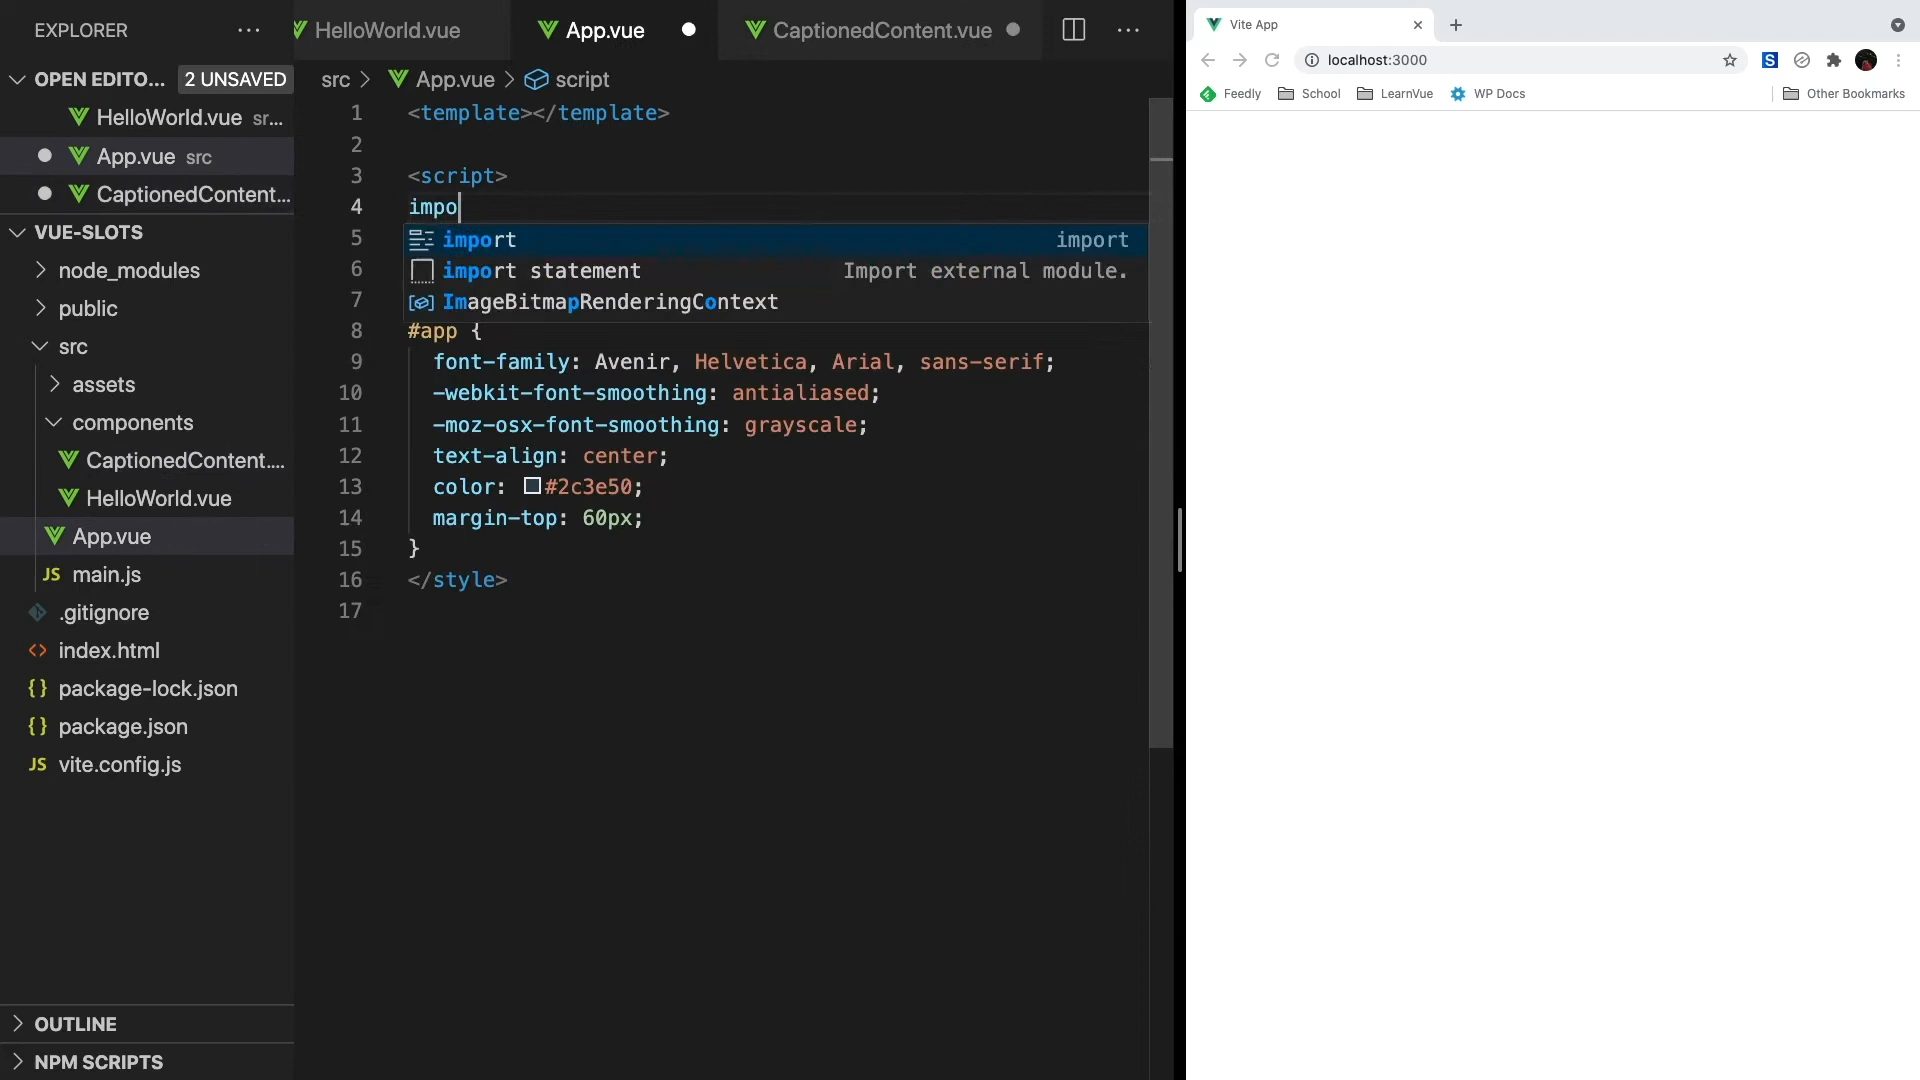 EXPLORER
OPEN EDITO... 2 UNSAVED
HelloWorld.vue sr...
App.vue src
CaptionedContent...
VUE-SLOTS
node_modules
public
src
assets
components
CaptionedContent....
HelloWorld.vue
App.vue
JS main.js
.gitignore
<> index.html
{} package-lock.json
{} package.json
JS vite.config.js
OUTLINE
NPM SCRIPTS
HelloWorld.vue
App.vue
CaptionedContent.vue
src > App.vue > script
1 <template></template>
2
3 <script>
4 impo
5 import import
6 import statement Import external module.
7 ImageBitmapRenderingContext
8 #app {
9 font-family: Avenir, Helvetica, Arial, sans-serif;
10 -webkit-font-smoothing: antialiased;
11 -moz-osx-font-smoothing: grayscale;
12 text-align: center;
13 color: #2c3e50;
14 margin-top: 60px;
15 }
16 </style>
17
Vite App
localhost:3000
S
Feedly School LearnVue WP Docs Other Bookmarks